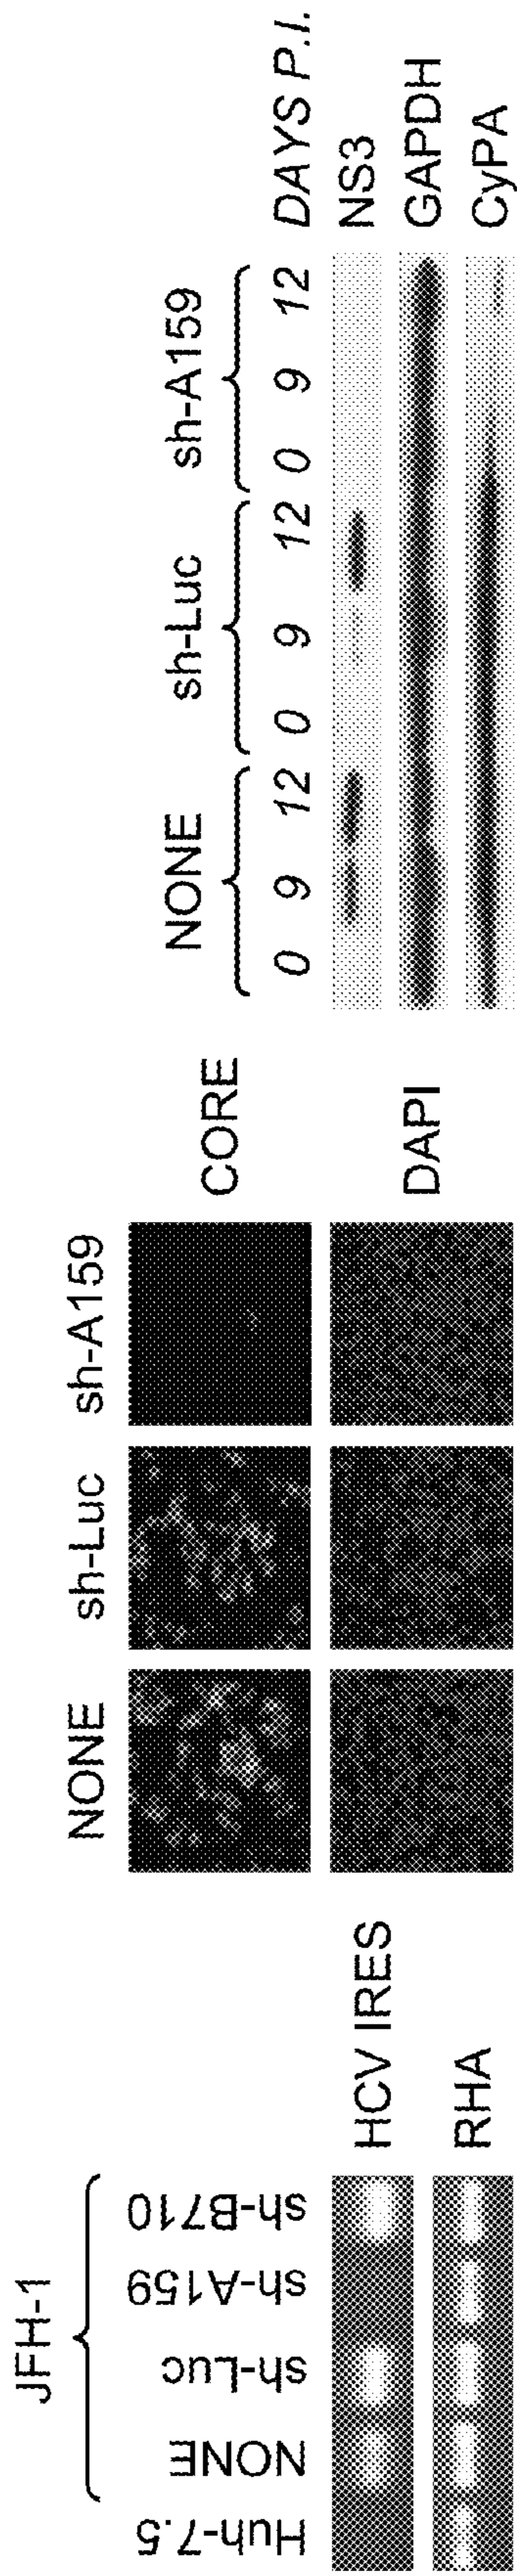 JFH-1
Huh-7.5
NONE
sh-Luc
sh-A159
sh-B710
HCV IRES
RHA
NONE
sh-Luc
sh-A159
CORE
DAPI
NONE
sh-Luc
sh-A159
0 9 12 0 9 12 0 9 12 DAYS P.I.
NS3
GAPDH
CyPA